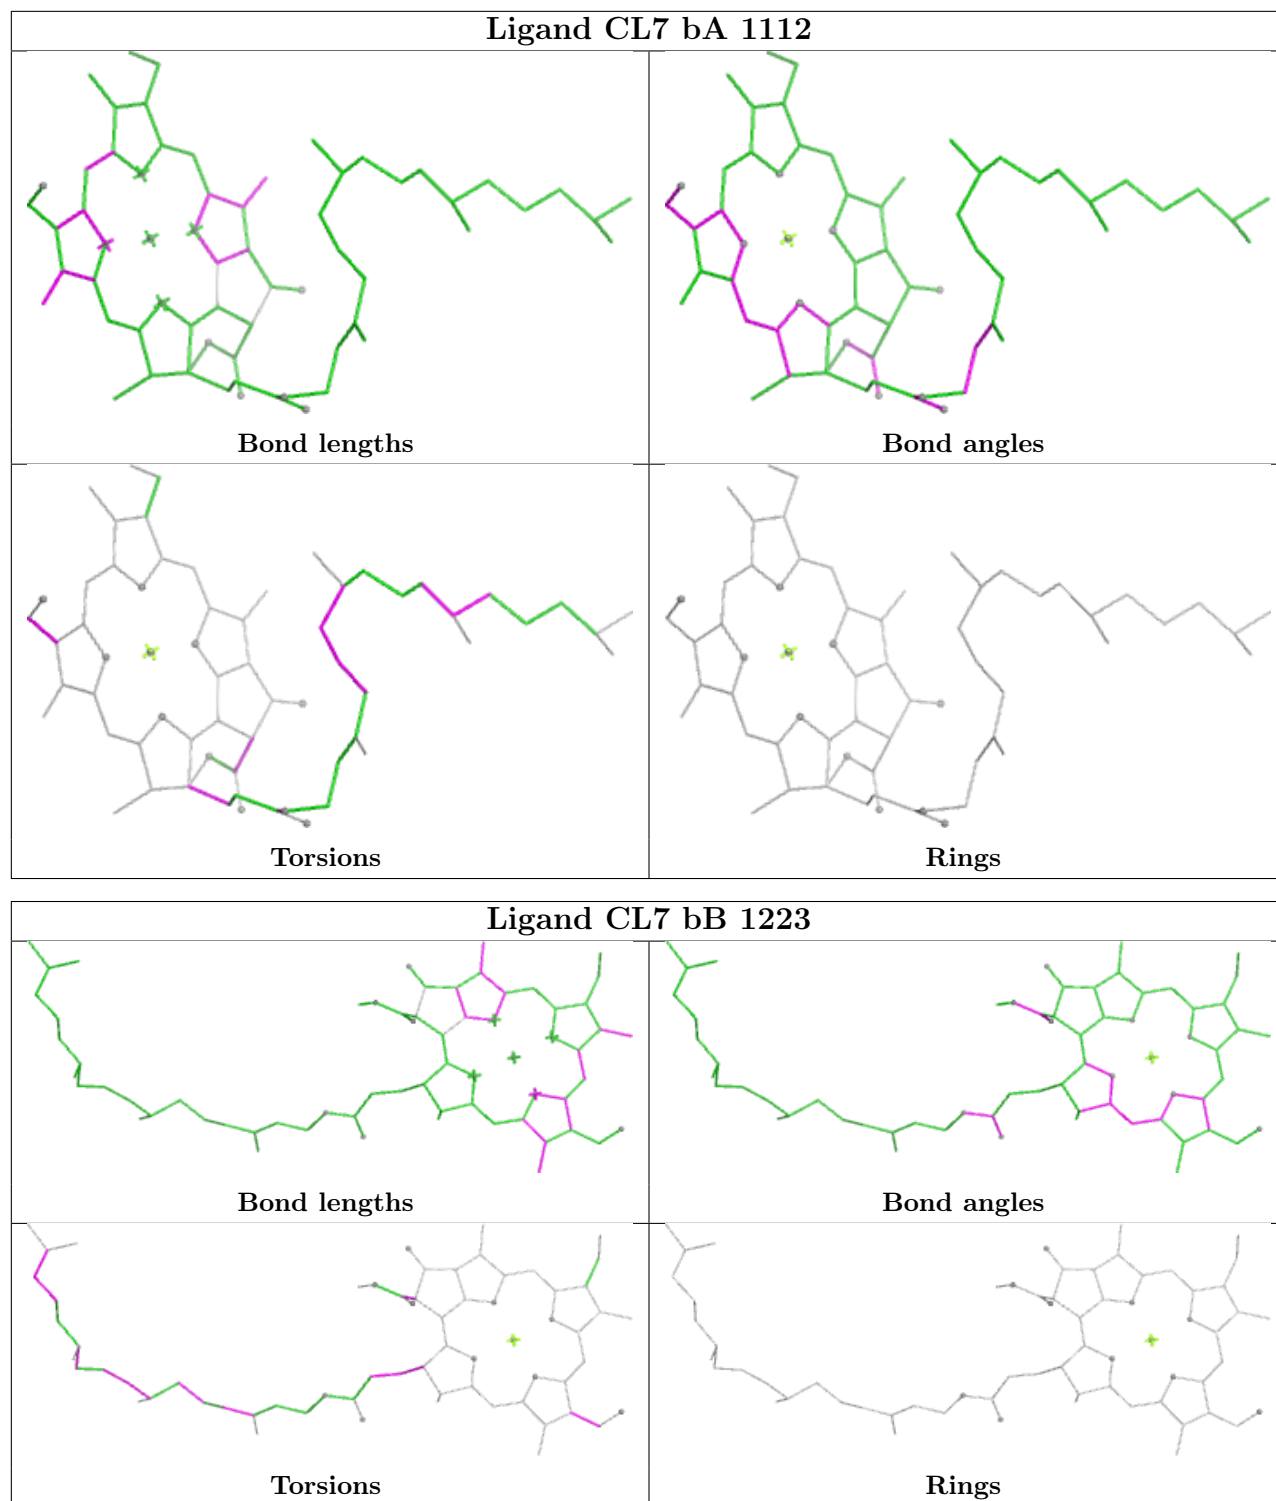 Ligand CL7 bA 1112
Bond lengths
Bond angles
Torsions
Rings
Ligand CL7 bB 1223
Bond lengths
Bond angles
Torsions
Rings